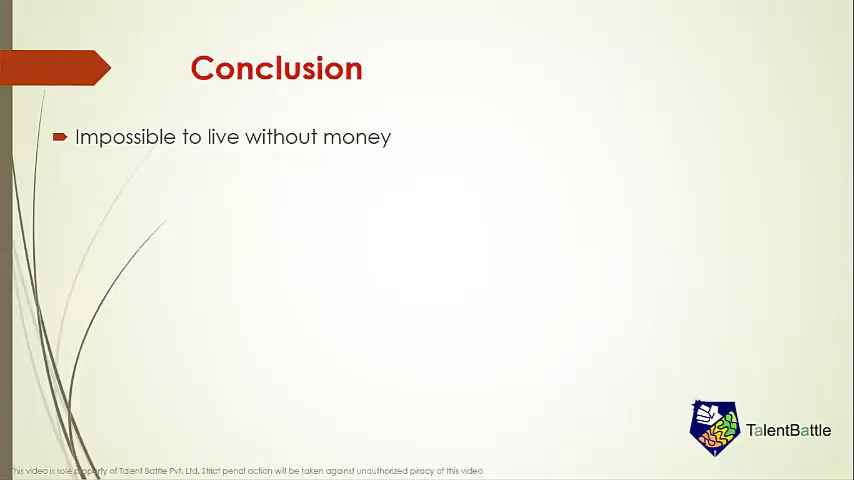 Conclusion
Impossible to live without money
TalentBattle
This video is sole property of Talent Battle Pvt. Ltd. Strict penal action will be taken against unauthorized piracy of this video